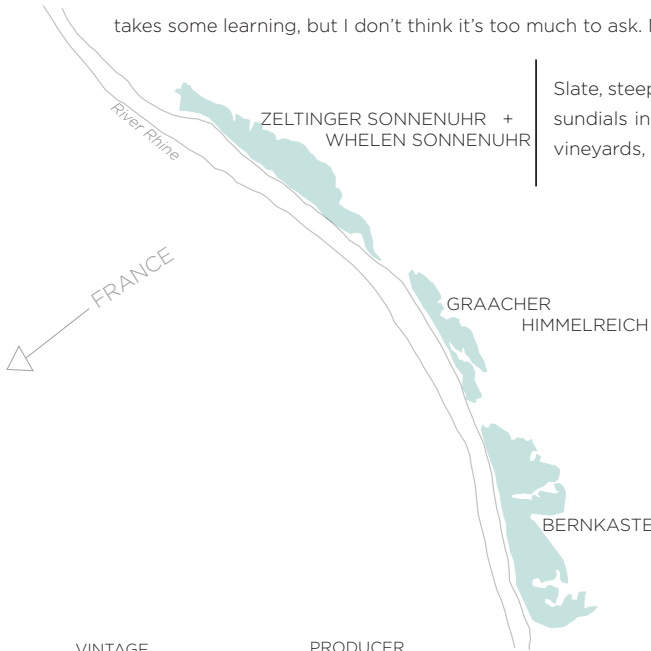 takes some learning, but I don't think it's too much to ask.
Slate, steep
sundials in
vineyards,
ZELTINGER SONNENUHR +
WHELEN SONNENUHR
River Rhine
FRANCE
GRAACHER
HIMMELREICH
BERNKASTE
VINTAGE
PRODUCER